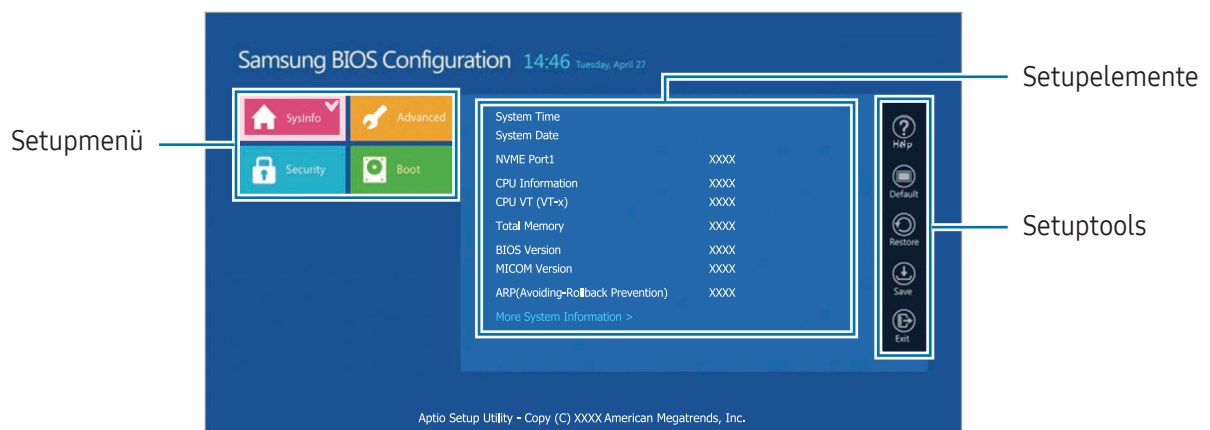 Samsung BIOS Configuration 14:46 Tuesday, April 27
Setupmenü
SysInfo
Advanced
Security
Boot
Setupelemente
System Time
System Date
NVME Port1 XXXX
CPU Information XXXX
CPU VT (VT-x) XXXX
Total Memory XXXX
BIOS Version XXXX
MICOM Version XXXX
ARP(Avoiding-Rollback Prevention) XXXX
More System Information >
Setuptools
Help
Default
Restore
Save
Exit
Aptio Setup Utility - Copy (C) XXXX American Megatrends, Inc.